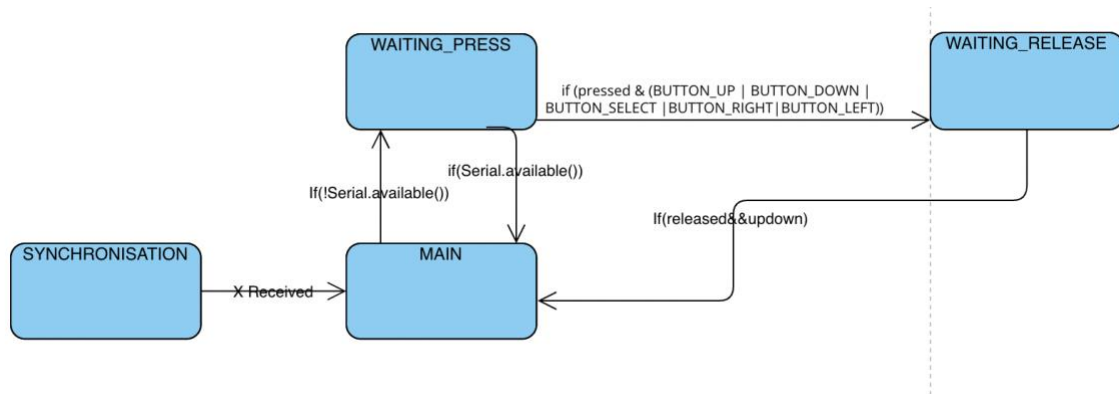 WAITING_PRESS
WAITING_RELEASE
if (pressed & (BUTTON_UP | BUTTON_DOWN |
BUTTON_SELECT |BUTTON_RIGHT|BUTTON_LEFT))
if(Serial.available())
If(!Serial.available())
If(released&&updown)
SYNCHRONISATION
MAIN
X Received